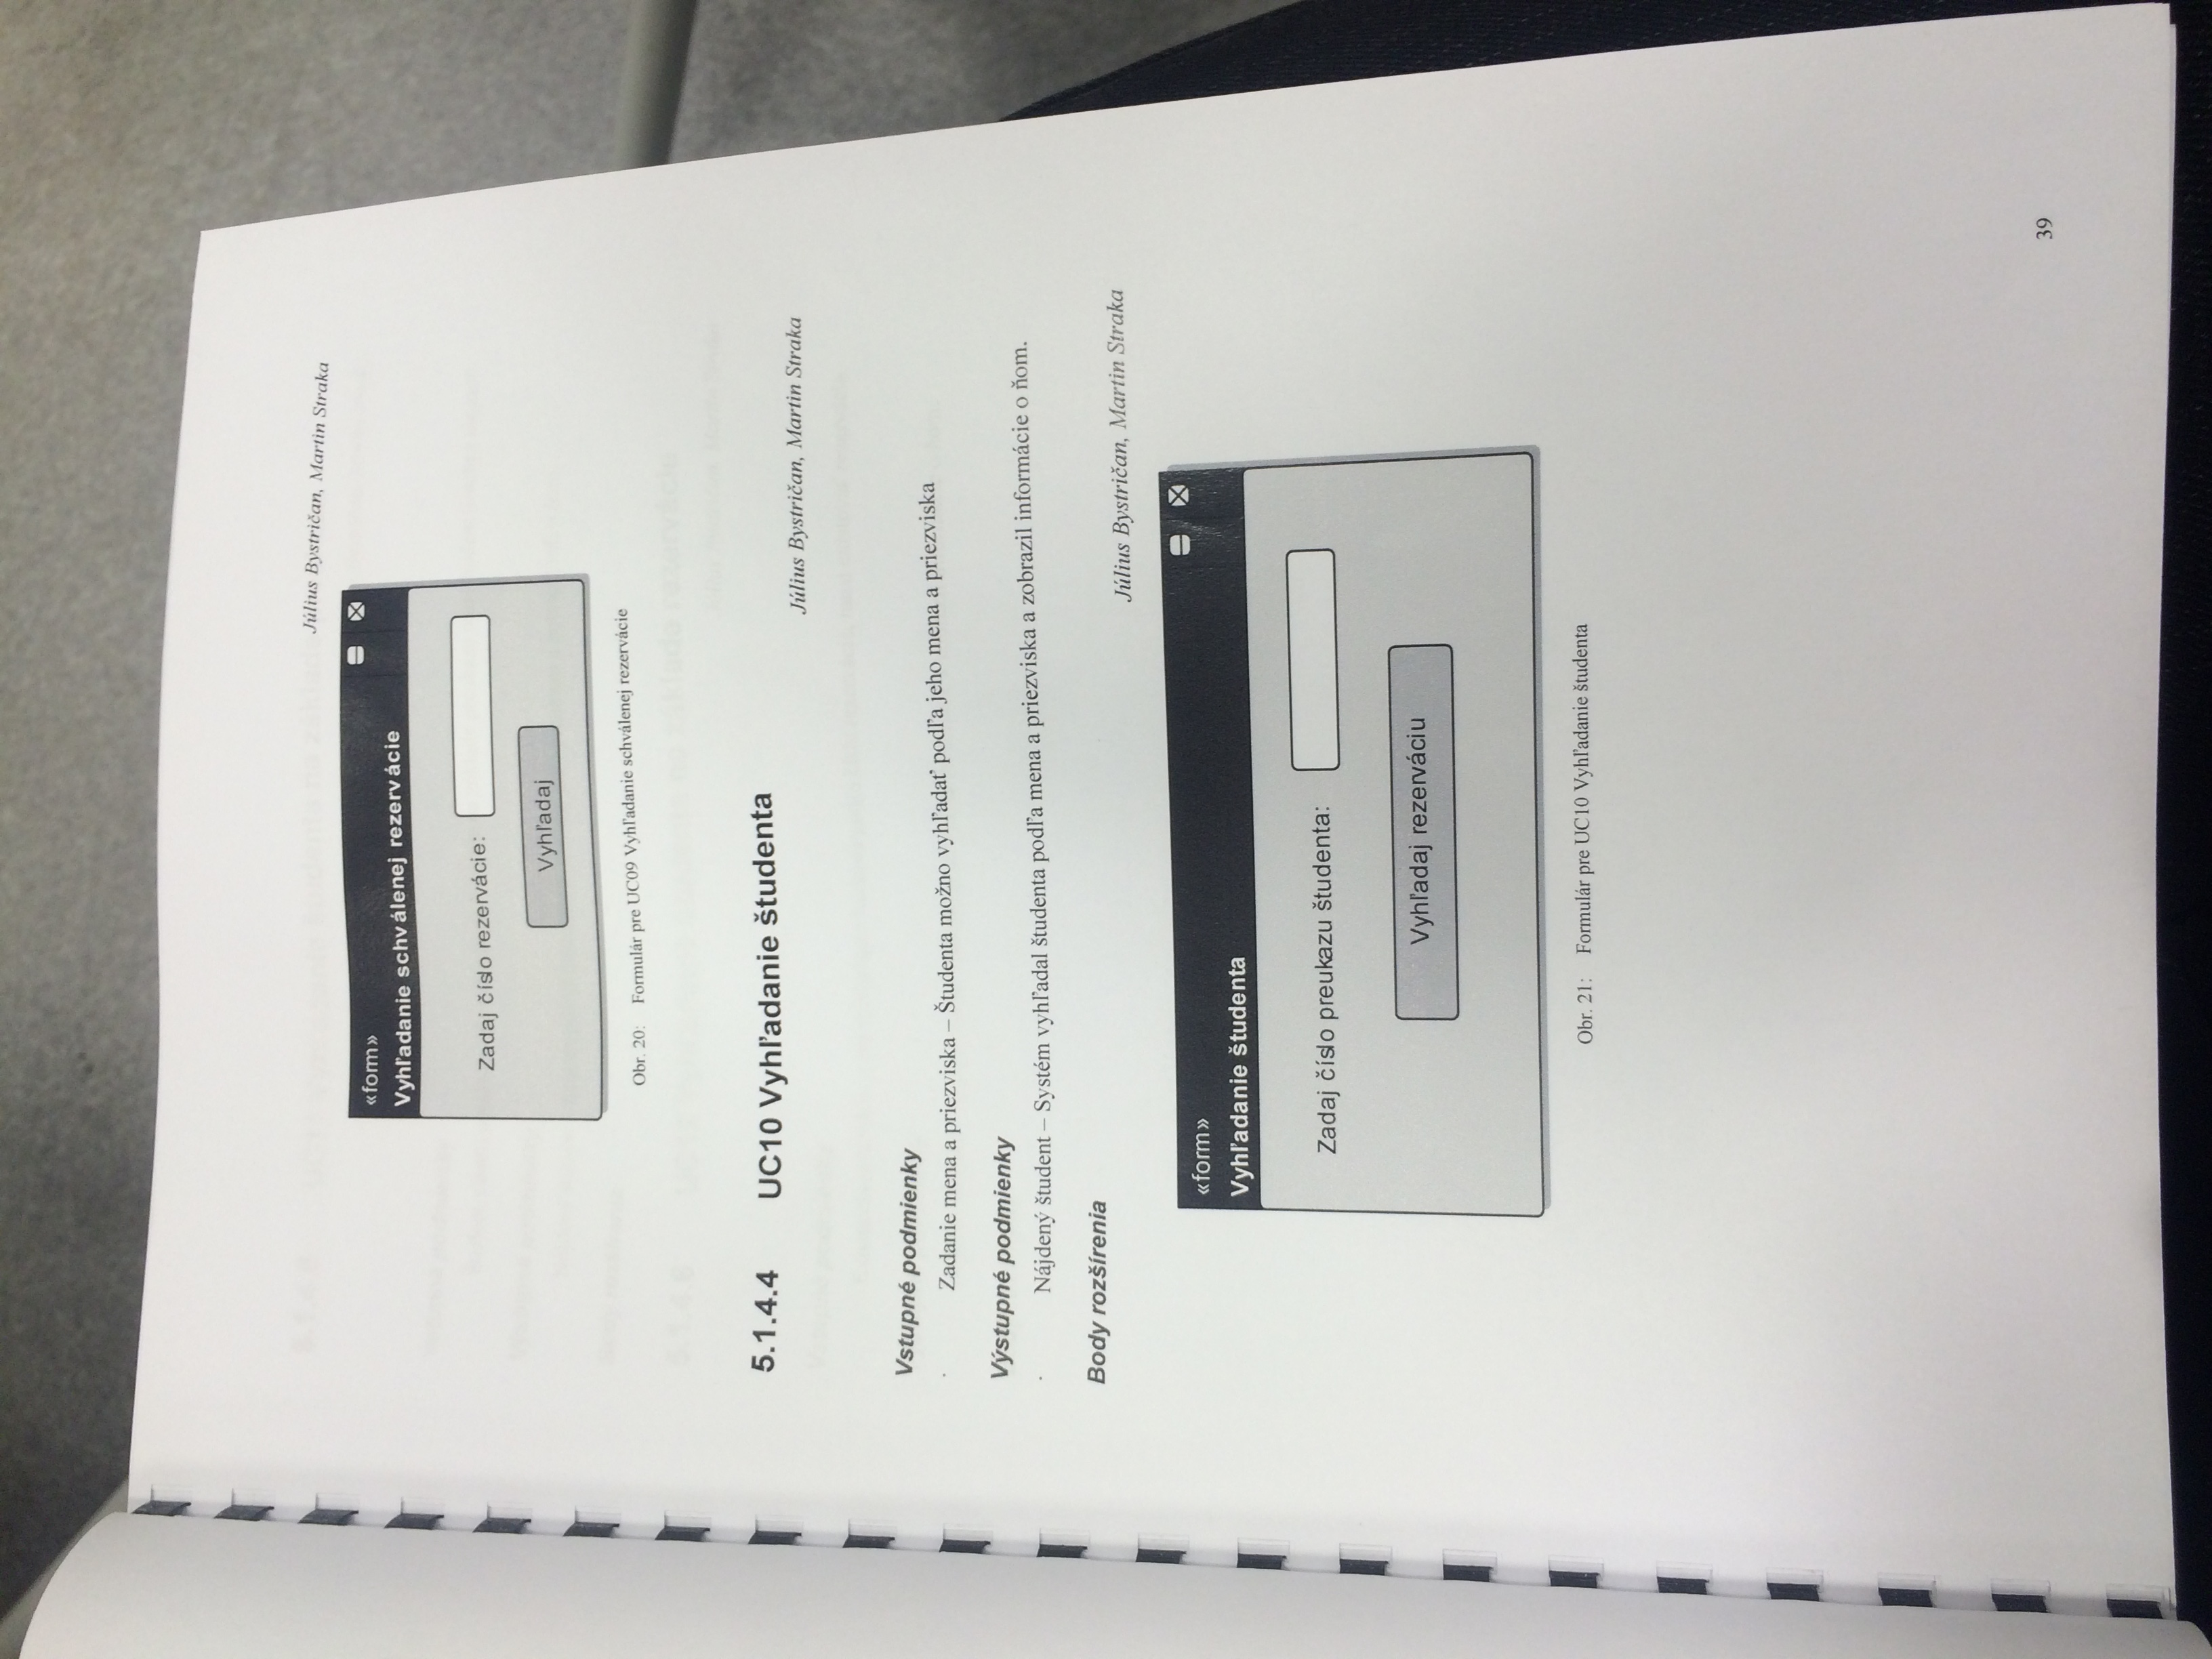 Július Bystričan, Martin Straka
«form»
Vyhľadanie schválenej rezervácie
Zadaj číslo rezervácie:
Vyhľadaj
Obr. 20: Formulár pre UC09 Vyhľadanie schválenej rezervácie
5.1.4.4 UC10 Vyhľadanie študenta
Július Bystričan, Martin Straka
Vstupné podmienky
· Zadanie mena a priezviska – Študenta možno vyhľadať podľa jeho mena a priezviska
Výstupné podmienky
· Nájdený študent – Systém vyhľadal študenta podľa mena a priezviska a zobrazil informácie o ňom.
Body rozšírenia
Július Bystričan, Martin Straka
«form»
Vyhľadanie študenta
Zadaj číslo preukazu študenta:
Vyhľadaj rezerváciu
Obr. 21: Formulár pre UC10 Vyhľadanie študenta
39